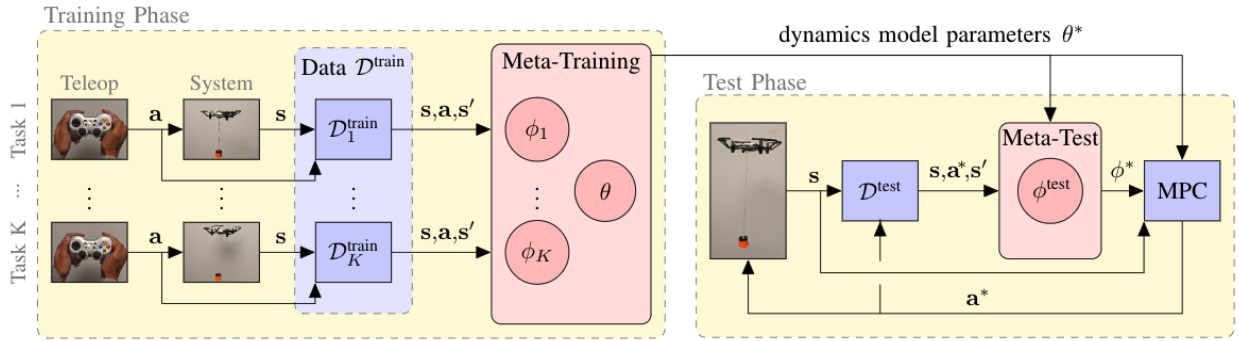 Training Phase
Teleop
System
Data 𝒟^train
Meta-Training
Task 1
a
s
𝒟_1^train
s,a,s′
ϕ_1
...
⋮
⋮
⋮
⋮
θ
Task K
a
s
𝒟_K^train
s,a,s′
ϕ_K
dynamics model parameters θ*
Test Phase
s
𝒟^test
s,a*,s′
Meta-Test
ϕ^test
ϕ*
MPC
a*